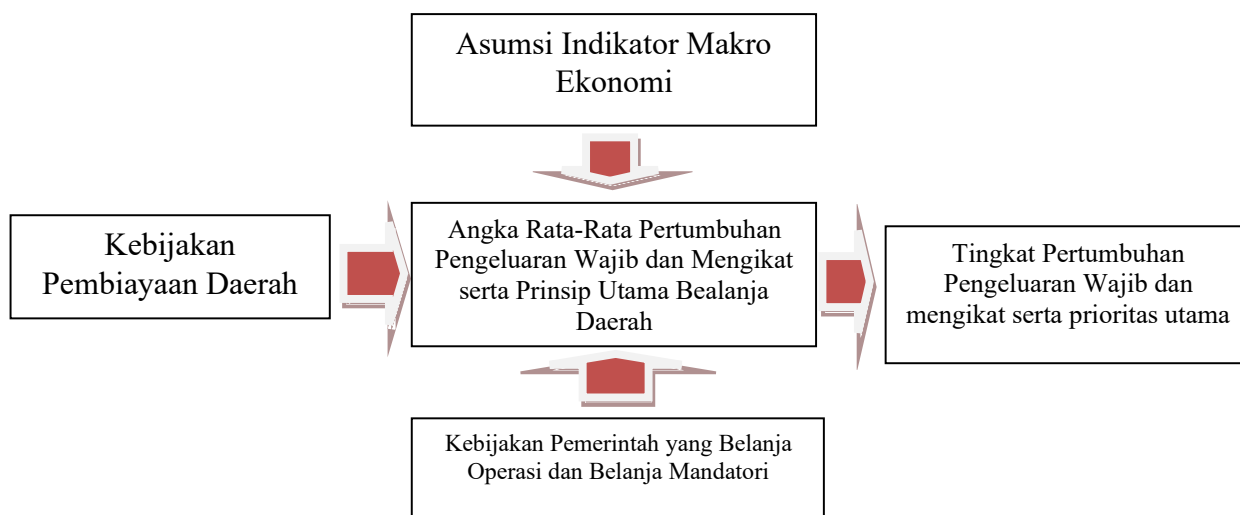 Asumsi Indikator Makro
Ekonomi
Kebijakan
Pembiayaan Daerah
Angka Rata-Rata Pertumbuhan
Pengeluaran Wajib dan Mengikat
serta Prinsip Utama Bealanja
Daerah
Tingkat Pertumbuhan
Pengeluaran Wajib dan
mengikat serta prioritas utama
Kebijakan Pemerintah yang Belanja
Operasi dan Belanja Mandatori